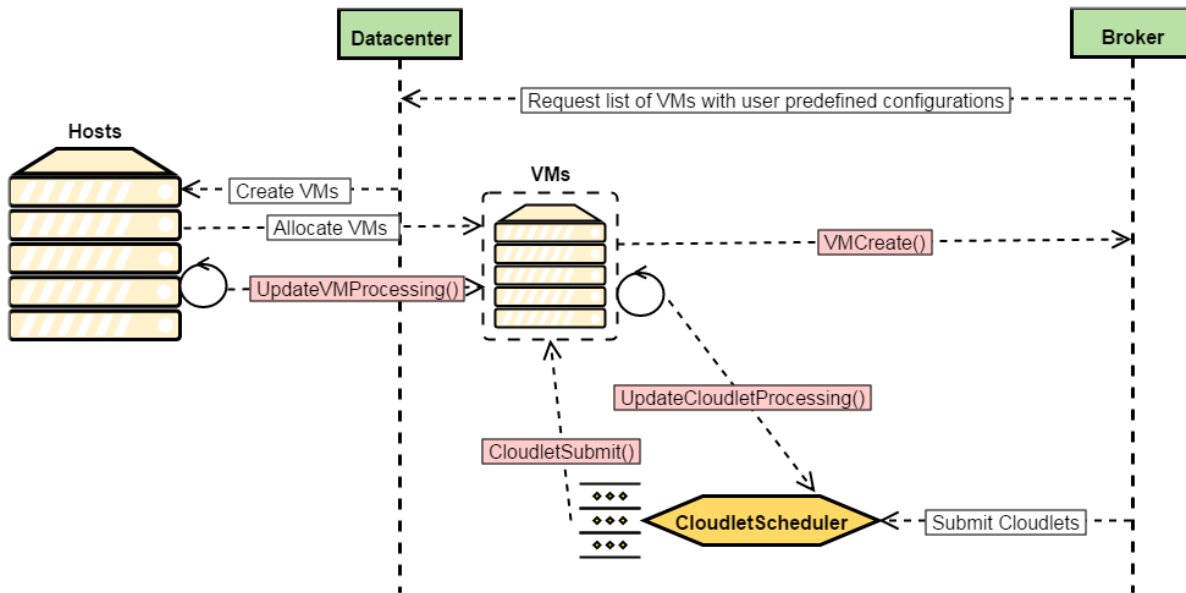 Datacenter
Broker
Request list of VMs with user predefined configurations
Hosts
VMs
Create VMs
Allocate VMs
VMCreate()
UpdateVMProcessing()
UpdateCloudletProcessing()
CloudletSubmit()
CloudletScheduler
Submit Cloudlets